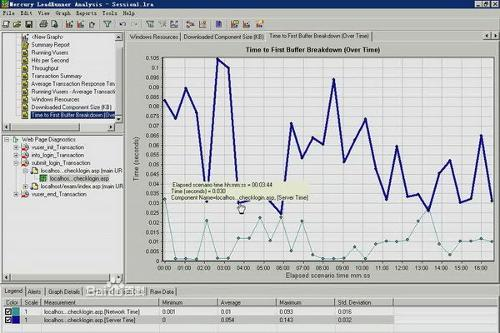 Mercury LoadRunner Analysis - Session1.lra
File Edit View Graph Reports Tools Help
<New Graph>
Summary Report
Running Vusers
Hits per Second
Throughput
Transaction Summary
Average Transaction Response Time
Running Vusers - Average Transaction
Windows Resources
Downloaded Component Size (KB)
Time to First Buffer Breakdown (Over Time)
Web Page Diagnostics
vuser_init_Transaction
into_login_Transaction
submit_login_Transaction
localhos...checklogin.asp (main UR
localhos...checklogin.asp
localhost/exam/index.asp (main UR
vuser_end_Transaction
Windows Resources
Downloaded Component Size (KB)
Time to First Buffer Breakdown (Over Time)
Time to First Buffer Breakdown (Over Time)
Time (seconds)
0.105
0.1
0.095
0.09
0.085
0.08
0.075
0.07
0.065
0.06
0.055
0.05
0.045
0.04
0.035
0.03
0.025
0.02
0.015
0.01
0.005
0
Elapsed scenario time hh:mm:ss = 00:03:44
Time (seconds) = 0.030
Component Name=localhos...checklogin.asp, [Server Time]
00:00 01:00 02:00 03:00 04:00 05:00 06:00 07:00 08:00 09:00 10:00 11:00 12:00 13:00 14:00 15:00 16:00
Elapsed scenario time mm:ss
Legend Alerts Graph Details Raw Data
Color Scale Measurement Minimum Average Maximum Std. Deviation
1 localhos...checklogin.asp [Network Time] 0.001 0.01 0.093 0.016
1 localhos...checklogin.asp [Server Time] 0 0.054 0.143 0.032